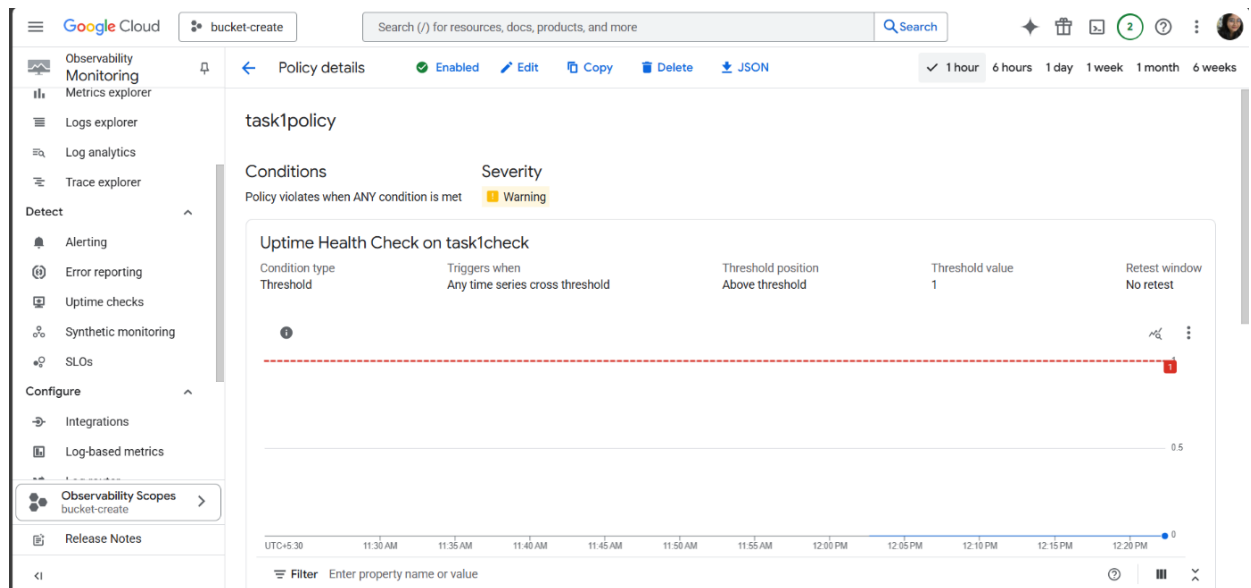 Google Cloud
bucket-create
Search (/) for resources, docs, products, and more
Search
2
Observability
Monitoring
Metrics explorer
Logs explorer
Log analytics
Trace explorer
Detect
Alerting
Error reporting
Uptime checks
Synthetic monitoring
SLOs
Configure
Integrations
Log-based metrics
Observability Scopes
bucket-create
Release Notes
Policy details
Enabled
Edit
Copy
Delete
JSON
1 hour 6 hours 1 day 1 week 1 month 6 weeks
task1policy
Conditions
Policy violates when ANY condition is met
Severity
Warning
Uptime Health Check on task1check
Condition type
Threshold
Triggers when
Any time series cross threshold
Threshold position
Above threshold
Threshold value
1
Retest window
No retest
1
1
0.5
0
UTC+5:30 11:30 AM 11:35 AM 11:40 AM 11:45 AM 11:50 AM 11:55 AM 12:00 PM 12:05 PM 12:10 PM 12:15 PM 12:20 PM
Filter Enter property name or value